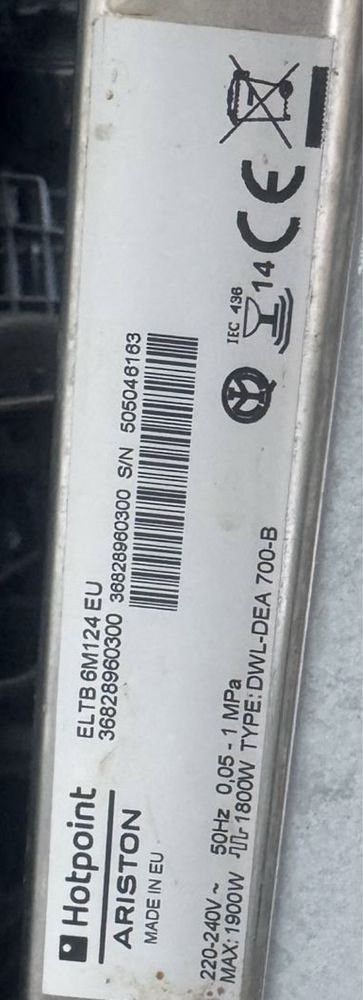 Hotpoint
ARISTON
MADE IN EU
ELTB 6M124 EU
36828960300 36828960300 S/N 505046163
220-240V ~ 50Hz 0,05 - 1 MPa
MAX: 1900W 1800W TYPE: DWL-DEA 700-B
IEC 436
14
CE